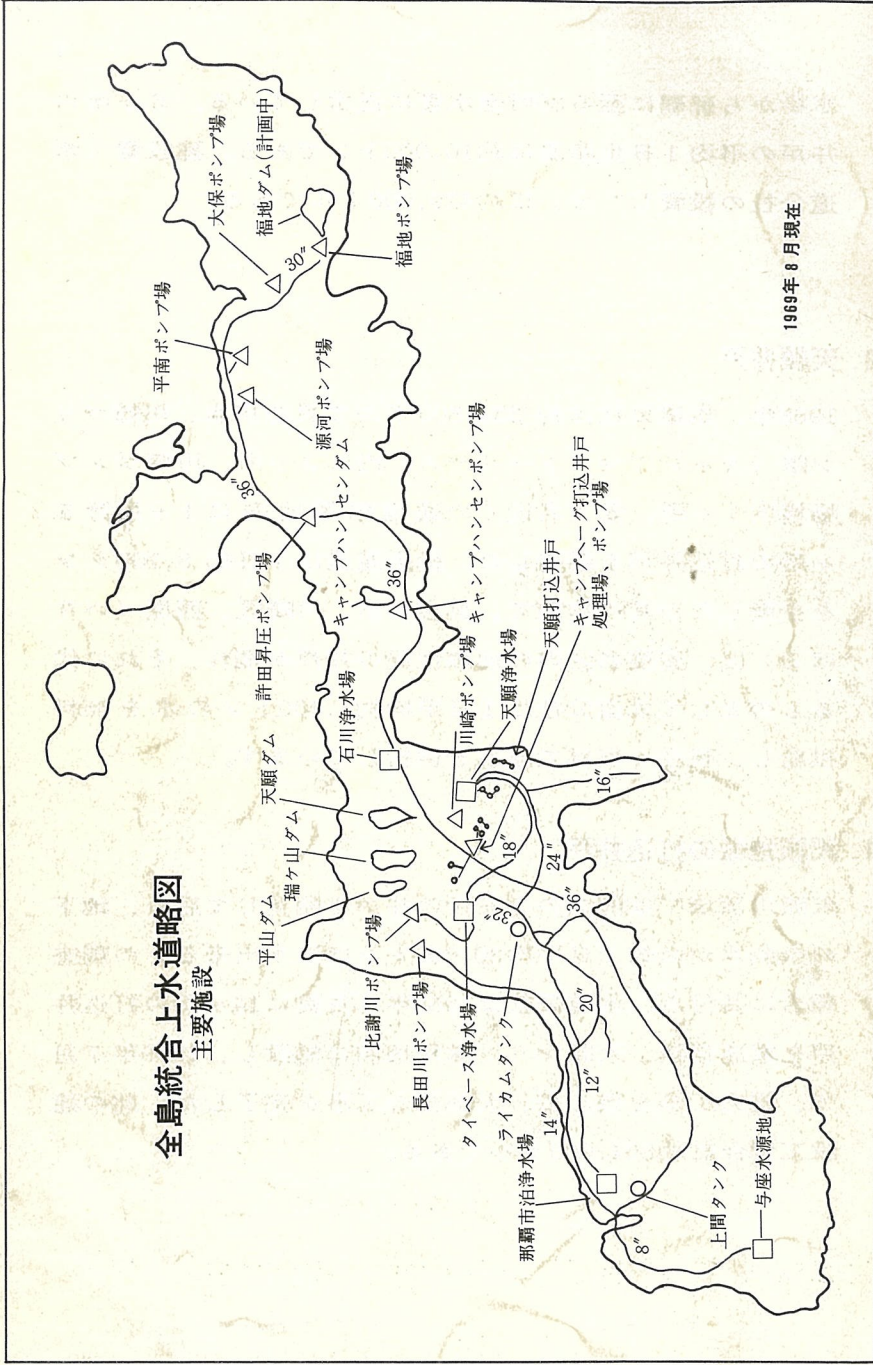 全島統合上水道略図
主要施設
大保ポンプ場
福地ダム(計画中)
30"
福地ポンプ場
平南ポンプ場
源河ポンプ場
36"
許田昇圧ポンプ場
キャンプハンセンダム
36"
キャンプハンセンポンプ場
石川浄水場
川崎ポンプ場
天願浄水場
天願打込井戸
キャンプヘーグ打込井戸
処理場、ポンプ場
天願ダム
瑞ケ山ダム
平山ダム
比謝川ポンプ場
長田川ポンプ場
タイベース浄水場
ライカムタンク
16"
18"
24"
32"
36"
20"
12"
14"
那覇市泊浄水場
8"
上間タンク
与座水源地
1969年8月現在